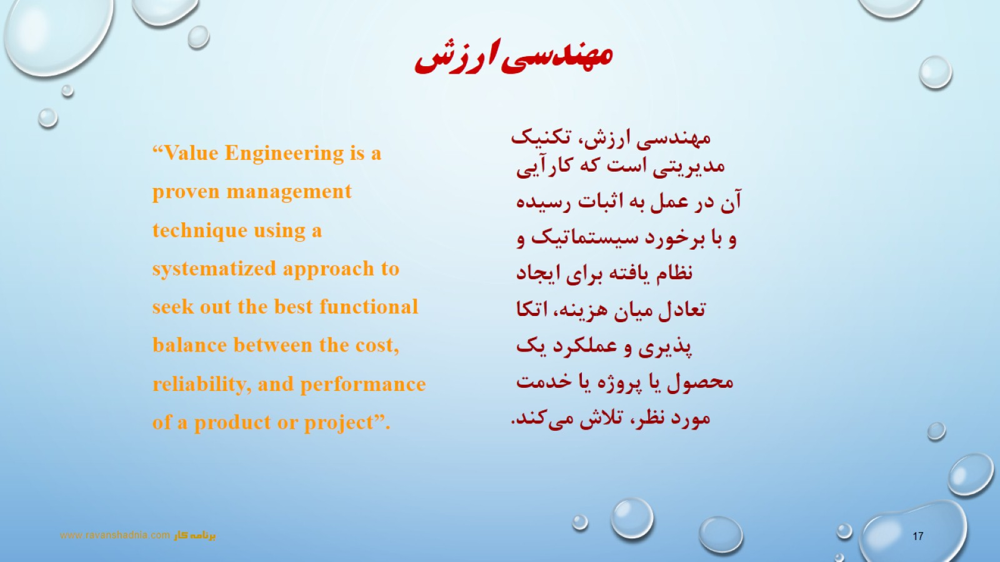 مهندسی ارزش
“Value Engineering is a
proven management
technique using a
systematized approach to
seek out the best functional
balance between the cost,
reliability, and performance
of a product or project”.
مهندسی ارزش، تکنیک
مدیریتی است که کارآیی
آن در عمل به اثبات رسیده
و با برخورد سیستماتیک و
نظام یافته برای ایجاد
تعادل میان هزینه، اتکا
پذیری و عملکرد یک
محصول یا پروژه یا خدمت
مورد نظر، تلاش می‌کند.
www.ravanshadnia.com برنامه کار
17